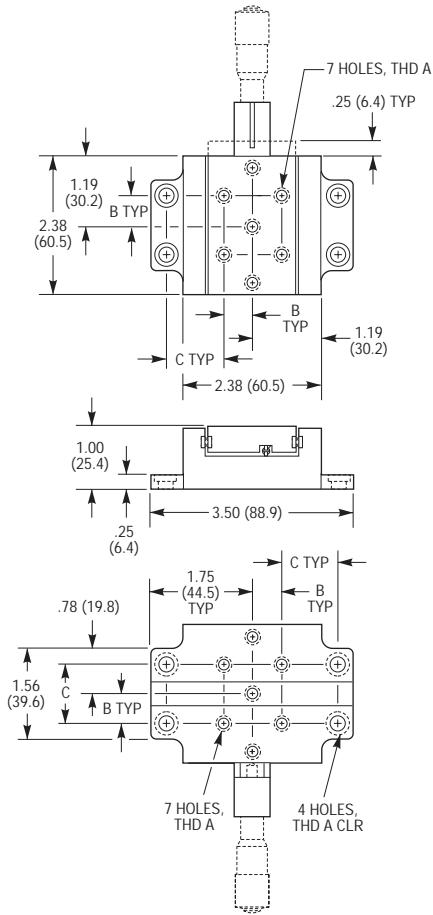 7 HOLES, THD A
.25 (6.4) TYP
1.19
(30.2)
B TYP
2.38
(60.5)
B
TYP
1.19
(30.2)
C TYP
2.38 (60.5)
1.00
(25.4)
.25
(6.4)
3.50 (88.9)
C TYP
1.75
(44.5)
TYP
B
TYP
.78 (19.8)
1.56
(39.6)
C
B TYP
7 HOLES,
THD A
4 HOLES,
THD A CLR